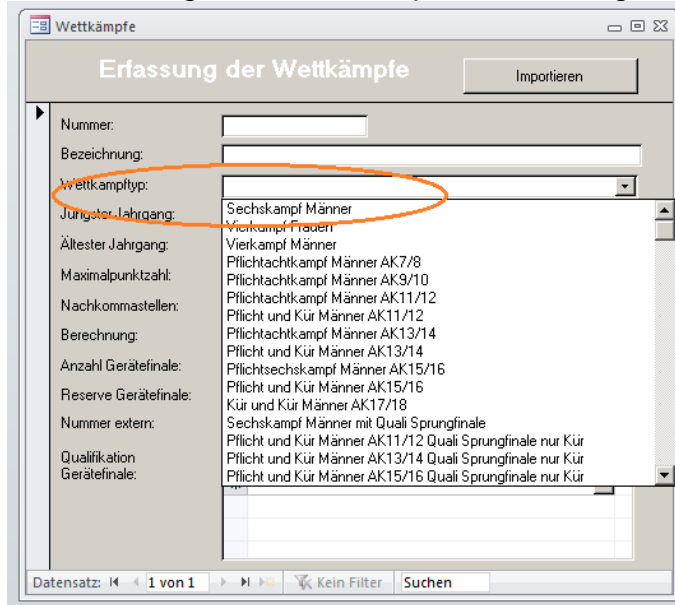 Wettkämpfe
Erfassung der Wettkämpfe
Importieren
Nummer:
Bezeichnung:
Wettkampftyp:
Jüngster Jahrgang:
Ältester Jahrgang:
Maximalpunktzahl:
Nachkommastellen:
Berechnung:
Anzahl Gerätefinale:
Reserve Gerätefinale:
Nummer extern:
Qualifikation
Gerätefinale:
Sechskampf Männer
Vierkampf Frauen
Vierkampf Männer
Pflichtachtkampf Männer AK7/8
Pflichtachtkampf Männer AK9/10
Pflichtachtkampf Männer AK11/12
Pflicht und Kür Männer AK11/12
Pflichtachtkampf Männer AK13/14
Pflicht und Kür Männer AK13/14
Pflichtsechskampf Männer AK15/16
Pflicht und Kür Männer AK15/16
Kür und Kür Männer AK17/18
Sechskampf Männer mit Quali Sprungfinale
Pflicht und Kür Männer AK11/12 Quali Sprungfinale nur Kür
Pflicht und Kür Männer AK13/14 Quali Sprungfinale nur Kür
Pflicht und Kür Männer AK15/16 Quali Sprungfinale nur Kür
Datensatz: 1 von 1 Kein Filter Suchen